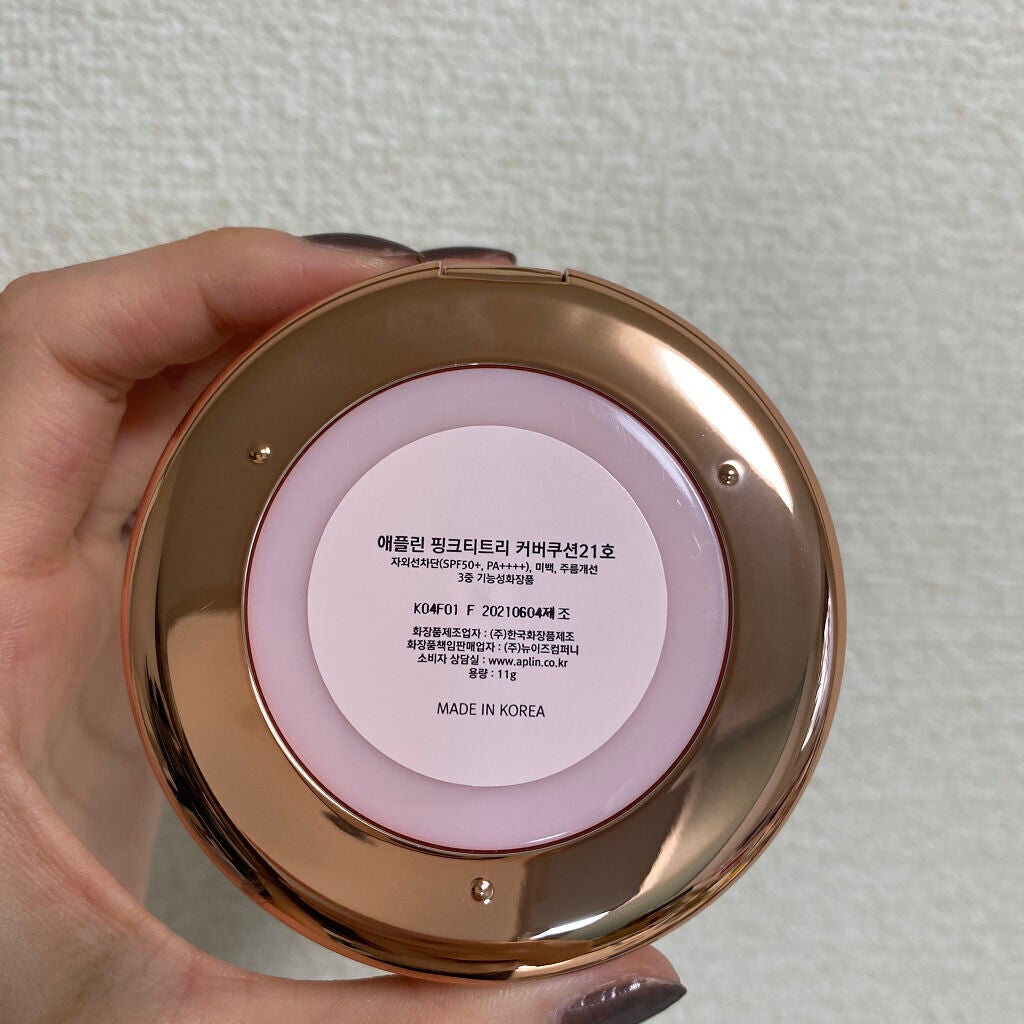 애플린 핑크티트리 커버쿠션21호
자외선차단(SPF50+, PA++++), 미백, 주름개선
3중 기능성화장품
K04F01 F 20210604제조
화장품제조업자 : (주)한국화장품제조
화장품책임판매업자 : (주)뉴이즈컴퍼니
소비자 상담실 : www.aplin.co.kr
용량 : 11g
MADE IN KOREA